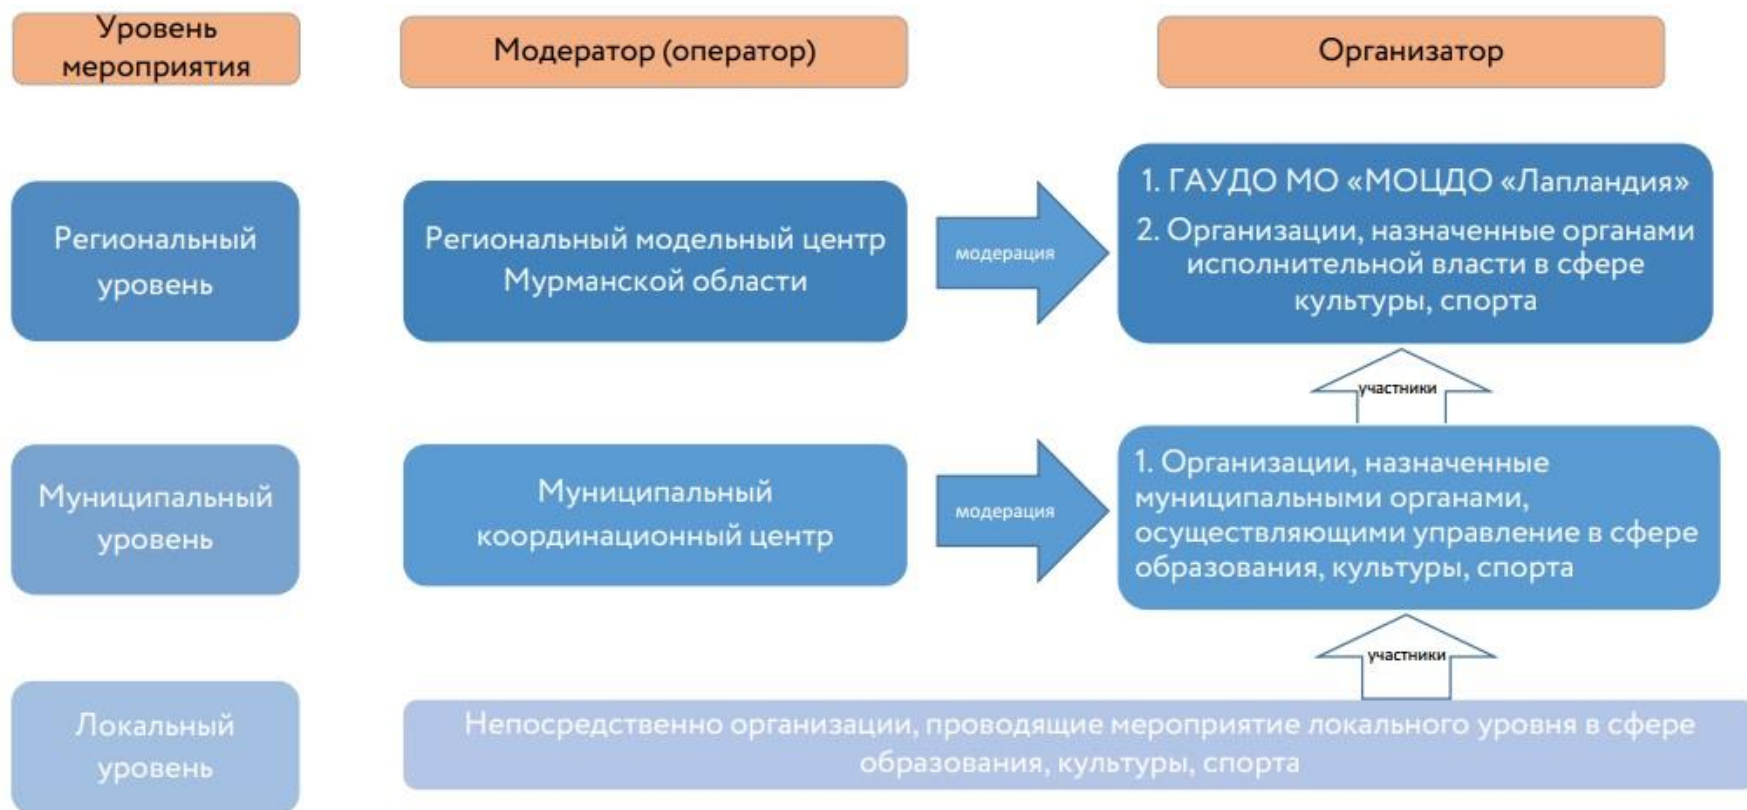 Уровень
мероприятия
Модератор (оператор)
Организатор
Региональный
уровень
Региональный модельный центр
Мурманской области
модерация
1. ГАУДО МО «МОЦДО «Лапландия»
2. Организации, назначенные органами
исполнительной власти в сфере
культуры, спорта
участники
Муниципальный
уровень
Муниципальный
координационный центр
модерация
1. Организации, назначенные
муниципальными органами,
осуществляющими управление в сфере
образования, культуры, спорта
участники
Локальный
уровень
Непосредственно организации, проводящие мероприятие локального уровня в сфере
образования, культуры, спорта